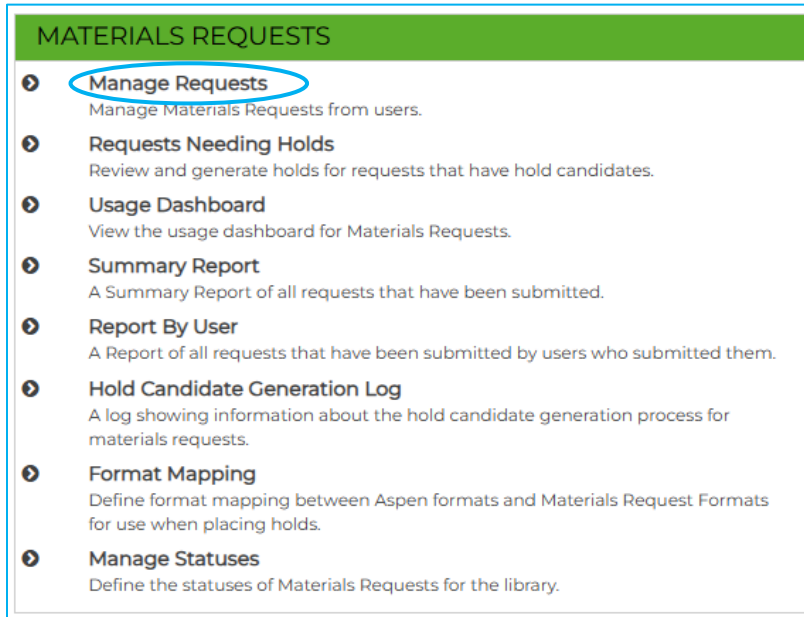 MATERIALS REQUESTS
Manage Requests
Manage Materials Requests from users.
Requests Needing Holds
Review and generate holds for requests that have hold candidates.
Usage Dashboard
View the usage dashboard for Materials Requests.
Summary Report
A Summary Report of all requests that have been submitted.
Report By User
A Report of all requests that have been submitted by users who submitted them.
Hold Candidate Generation Log
A log showing information about the hold candidate generation process for
materials requests.
Format Mapping
Define format mapping between Aspen formats and Materials Request Formats
for use when placing holds.
Manage Statuses
Define the statuses of Materials Requests for the library.